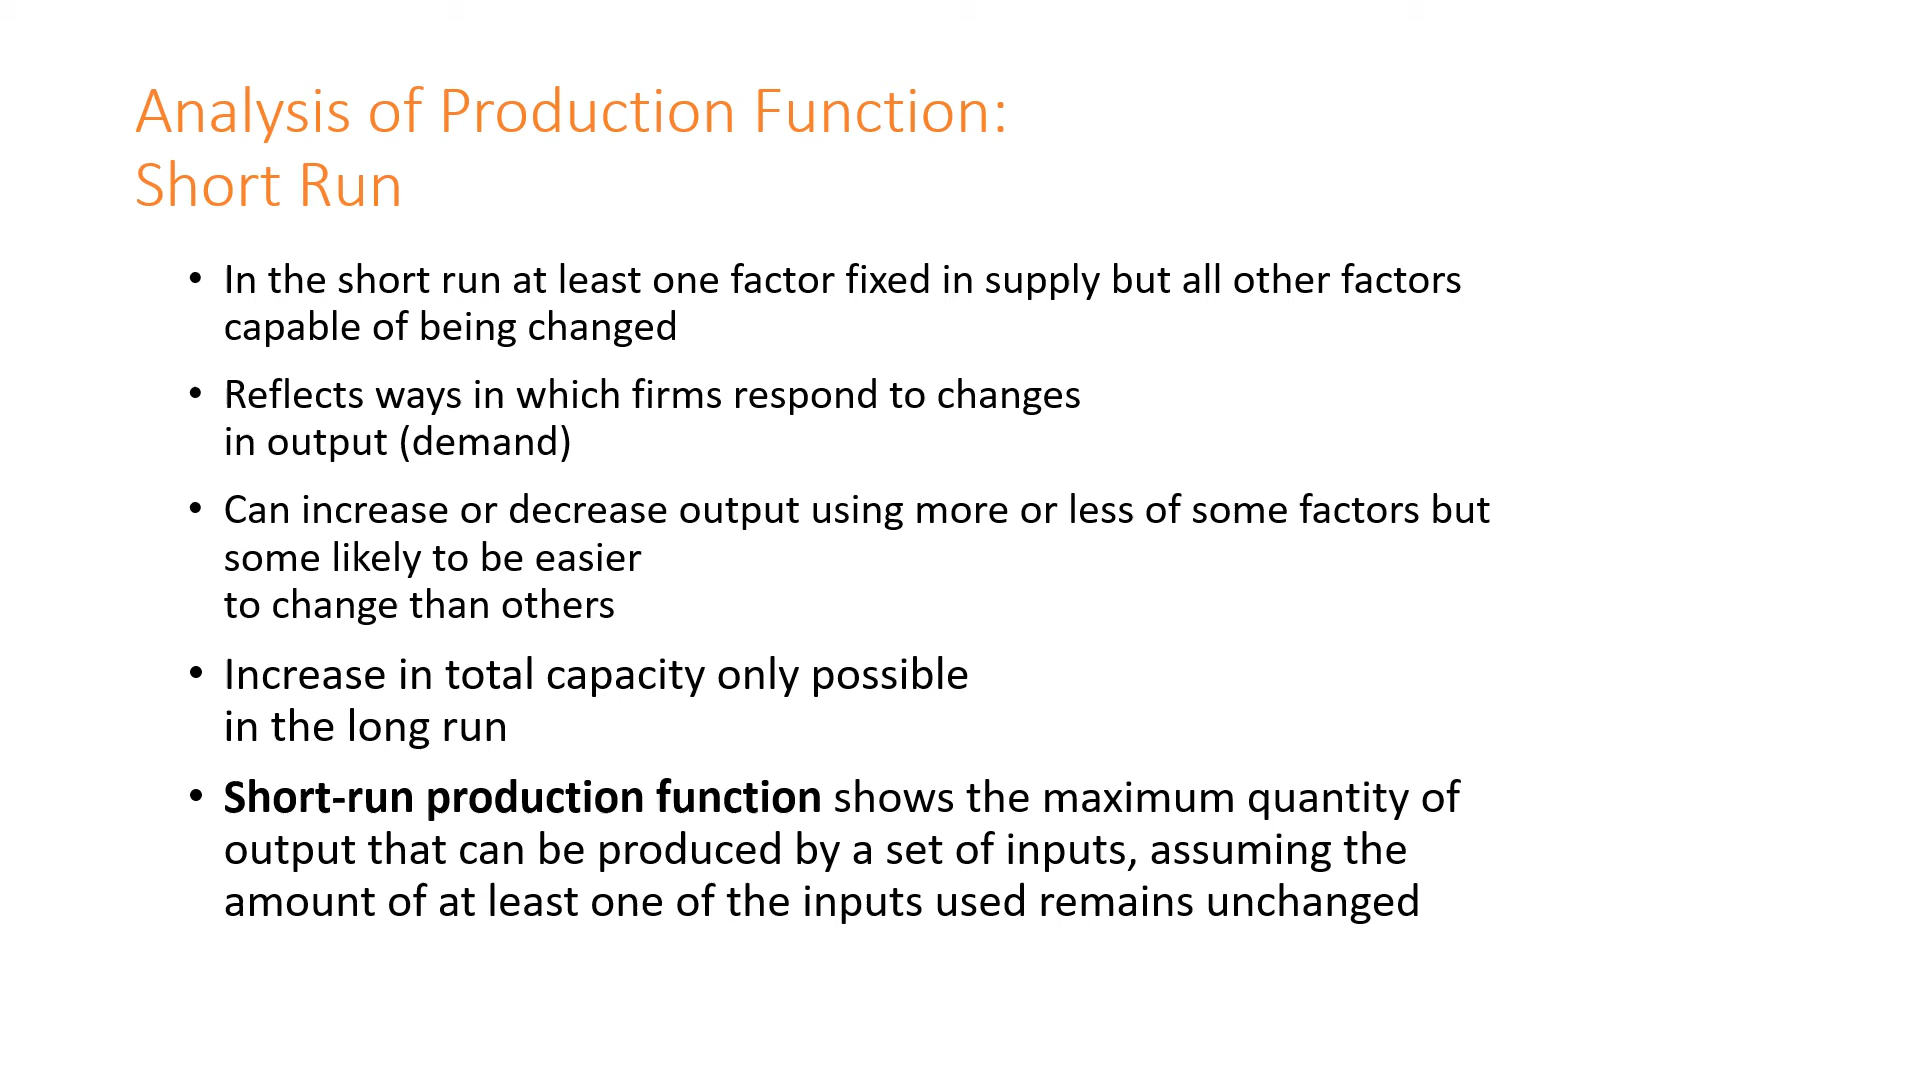 Analysis of Production Function:
Short Run
• In the short run at least one factor fixed in supply but all other factors
capable of being changed
• Reflects ways in which firms respond to changes
in output (demand)
• Can increase or decrease output using more or less of some factors but
some likely to be easier
to change than others
• Increase in total capacity only possible
in the long run
• Short-run production function shows the maximum quantity of
output that can be produced by a set of inputs, assuming the
amount of at least one of the inputs used remains unchanged